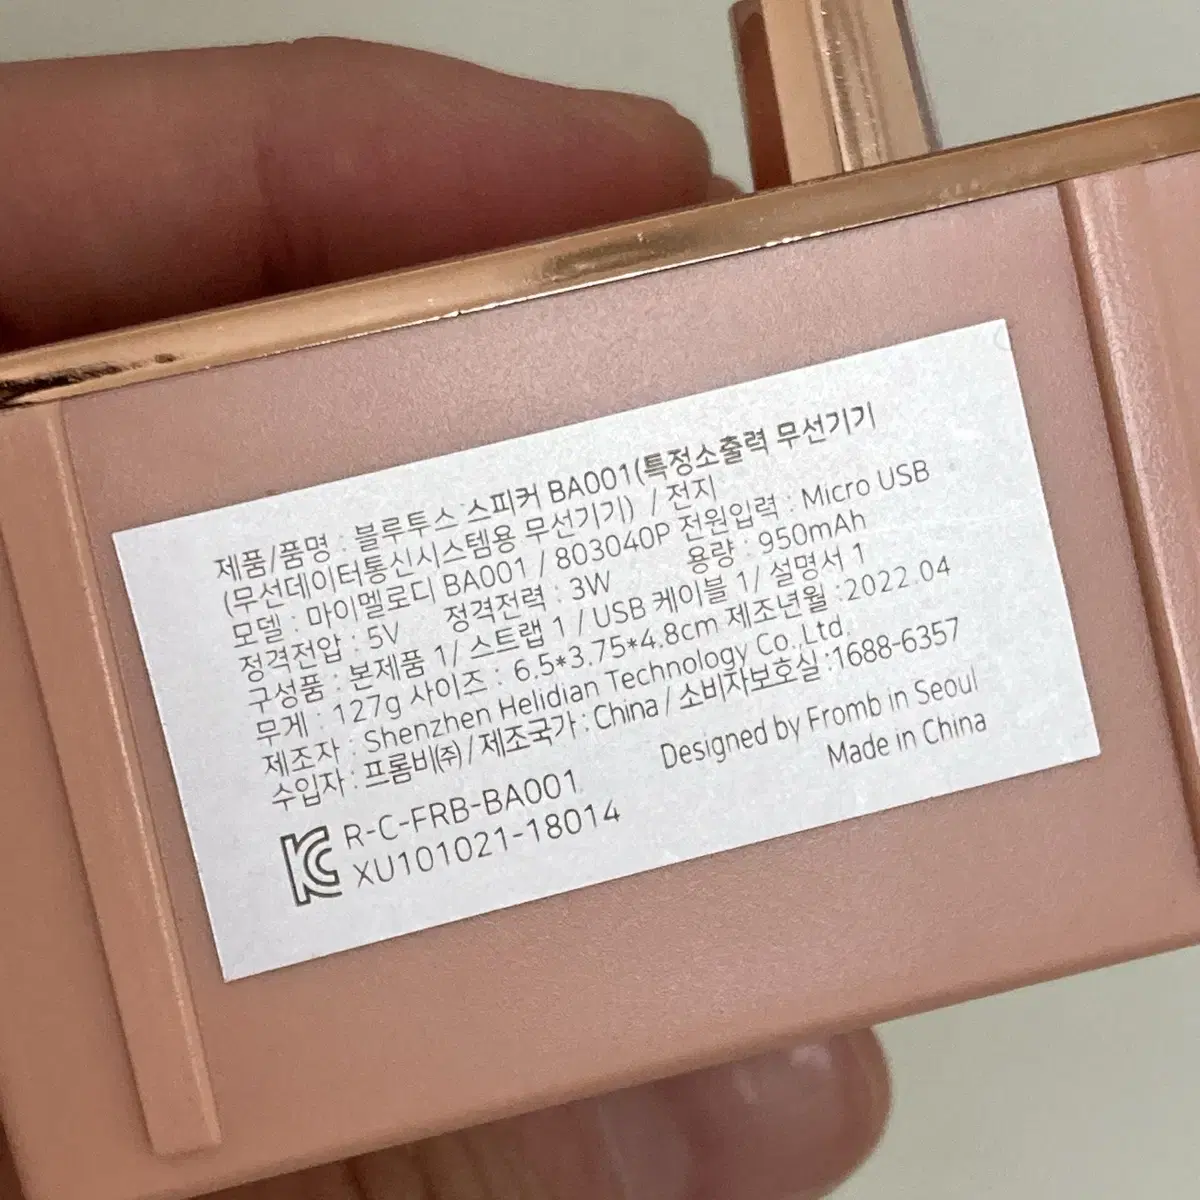 제품/품명 : 블루투스 스피커 BA001(특정소출력 무선기기
(무선데이터통신시스템용 무선기기) / 전지
모델 : 마이멜로디 BA001 / 803040P 전원입력 : Micro USB
정격전압 : 5V 정격전력 : 3W 용량 : 950mAh
구성품 : 본제품 1/ 스트랩 1 / USB 케이블 1/ 설명서 1
무게 : 127g 사이즈 : 6.5*3.75*4.8cm 제조년월 :2022.04
제조자 : Shenzhen Helidian Technology Co.,Ltd.
수입자 : 프롬비(주) / 제조국가 : China / 소비자보호실 :1688-6357
Designed by Fromb in Seoul
Made in China
R-C-FRB-BA001
XU101021-18014